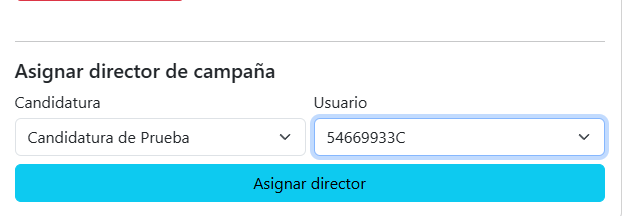 Asignar director de campaña
Candidatura Usuario
Candidatura de Prueba 54669933C
Asignar director